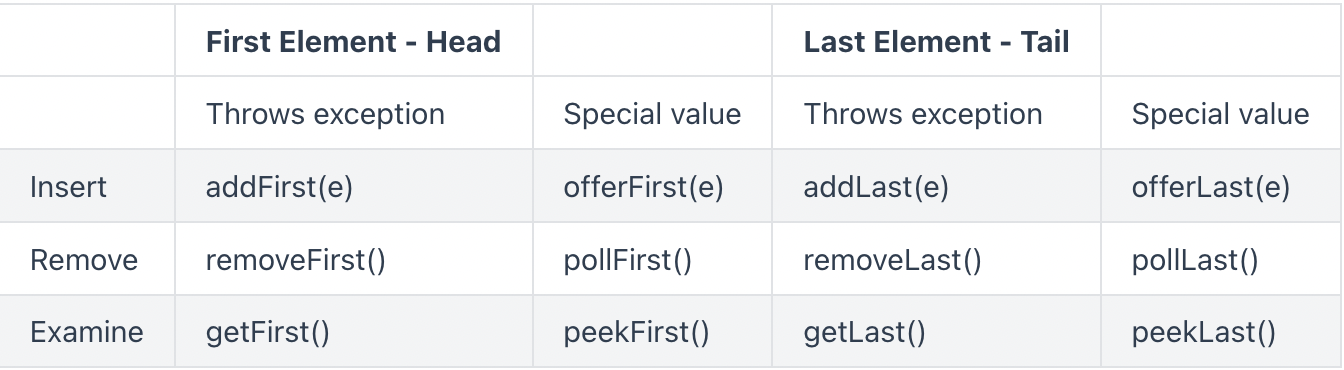 First Element - Head Last Element - Tail
Throws exception Special value Throws exception Special value
Insert addFirst(e) offerFirst(e) addLast(e) offerLast(e)
Remove removeFirst() pollFirst() removeLast() pollLast()
Examine getFirst() peekFirst() getLast() peekLast()